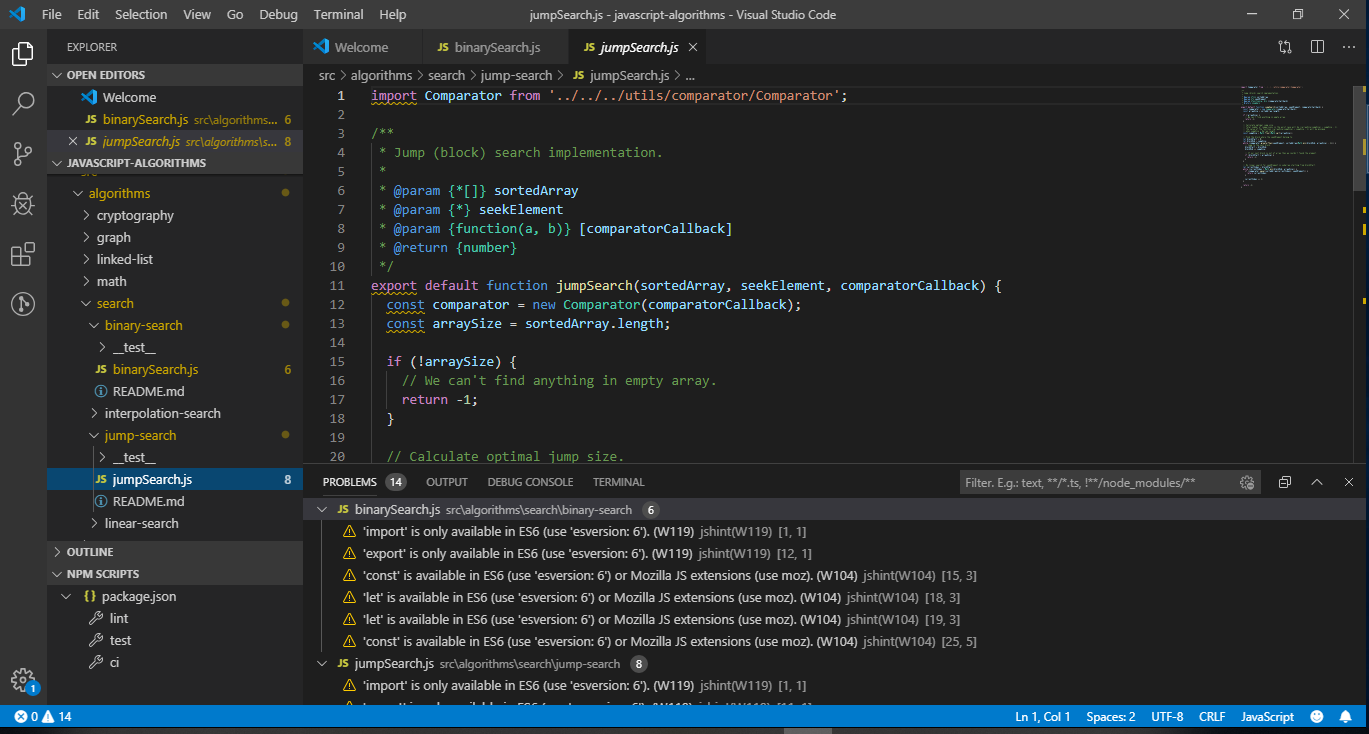 File Edit Selection View Go Debug Terminal Help
jumpSearch.js - javascript-algorithms - Visual Studio Code
EXPLORER
OPEN EDITORS
Welcome
JS binarySearch.js src\algorithms... 6
JS jumpSearch.js src\algorithms\s... 8
JAVASCRIPT-ALGORITHMS
algorithms
cryptography
graph
linked-list
math
search
binary-search
__test__
JS binarySearch.js 6
README.md
interpolation-search
jump-search
__test__
JS jumpSearch.js 8
README.md
linear-search
OUTLINE
NPM SCRIPTS
{} package.json
lint
test
ci
1
Welcome
JS binarySearch.js
JS jumpSearch.js
src > algorithms > search > jump-search > JS jumpSearch.js > ...
1 import Comparator from '../../../utils/comparator/Comparator';
2
3 /**
4 * Jump (block) search implementation.
5 *
6 * @param {*[]} sortedArray
7 * @param {*} seekElement
8 * @param {function(a, b)} [comparatorCallback]
9 * @return {number}
10 */
11 export default function jumpSearch(sortedArray, seekElement, comparatorCallback) {
12 const comparator = new Comparator(comparatorCallback);
13 const arraySize = sortedArray.length;
14
15 if (!arraySize) {
16 // We can't find anything in empty array.
17 return -1;
18 }
19
20 // Calculate optimal jump size.
PROBLEMS 14 OUTPUT DEBUG CONSOLE TERMINAL
Filter. E.g.: text, **/*.ts, !**/node_modules/**
JS binarySearch.js src\algorithms\search\binary-search 6
'import' is only available in ES6 (use 'esversion: 6'). (W119) jshint(W119) [1, 1]
'export' is only available in ES6 (use 'esversion: 6'). (W119) jshint(W119) [12, 1]
'const' is available in ES6 (use 'esversion: 6') or Mozilla JS extensions (use moz). (W104) jshint(W104) [15, 3]
'let' is available in ES6 (use 'esversion: 6') or Mozilla JS extensions (use moz). (W104) jshint(W104) [18, 3]
'let' is available in ES6 (use 'esversion: 6') or Mozilla JS extensions (use moz). (W104) jshint(W104) [19, 3]
'const' is available in ES6 (use 'esversion: 6') or Mozilla JS extensions (use moz). (W104) jshint(W104) [25, 5]
JS jumpSearch.js src\algorithms\search\jump-search 8
'import' is only available in ES6 (use 'esversion: 6'). (W119) jshint(W119) [1, 1]
0 14
Ln 1, Col 1 Spaces: 2 UTF-8 CRLF JavaScript